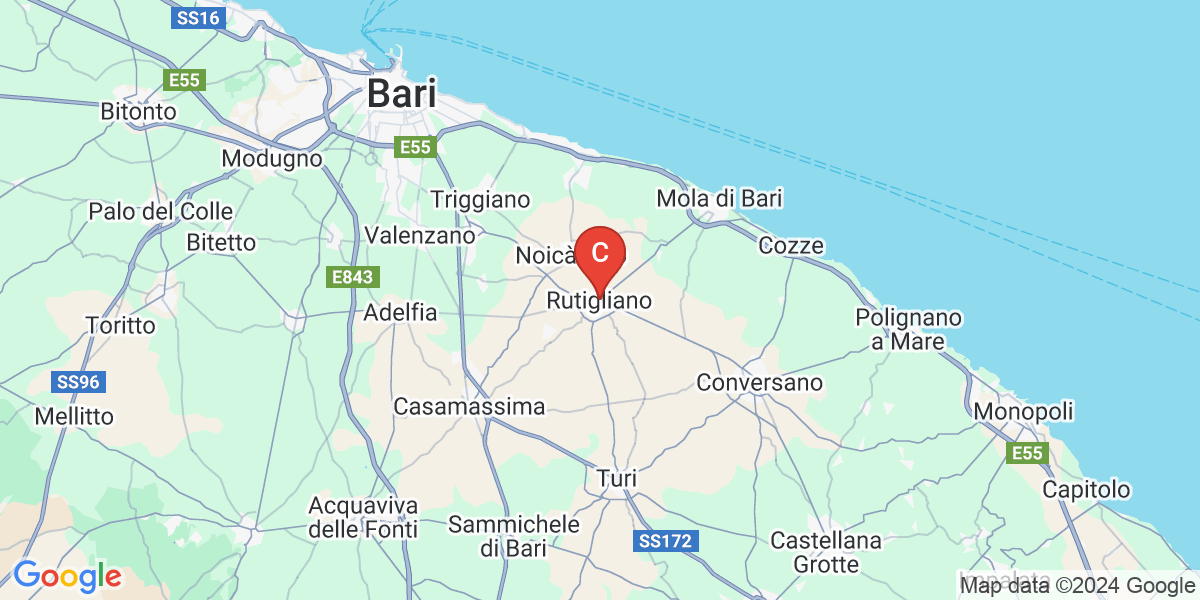 SS16
E55
Bari
Bitonto
E55
Modugno
Triggiano
Mola di Bari
Palo del Colle
Bitetto
Valenzano
Cozze
Noicà
C
E843
Rutigliano
Adelfia
Toritto
Polignano
a Mare
SS96
Conversano
Mellitto
Casamassima
Monopoli
E55
Turi
Capitolo
Acquaviva
delle Fonti
Sammichele
di Bari
SS172
Castellana
Grotte
Google
Map data ©2024 Google